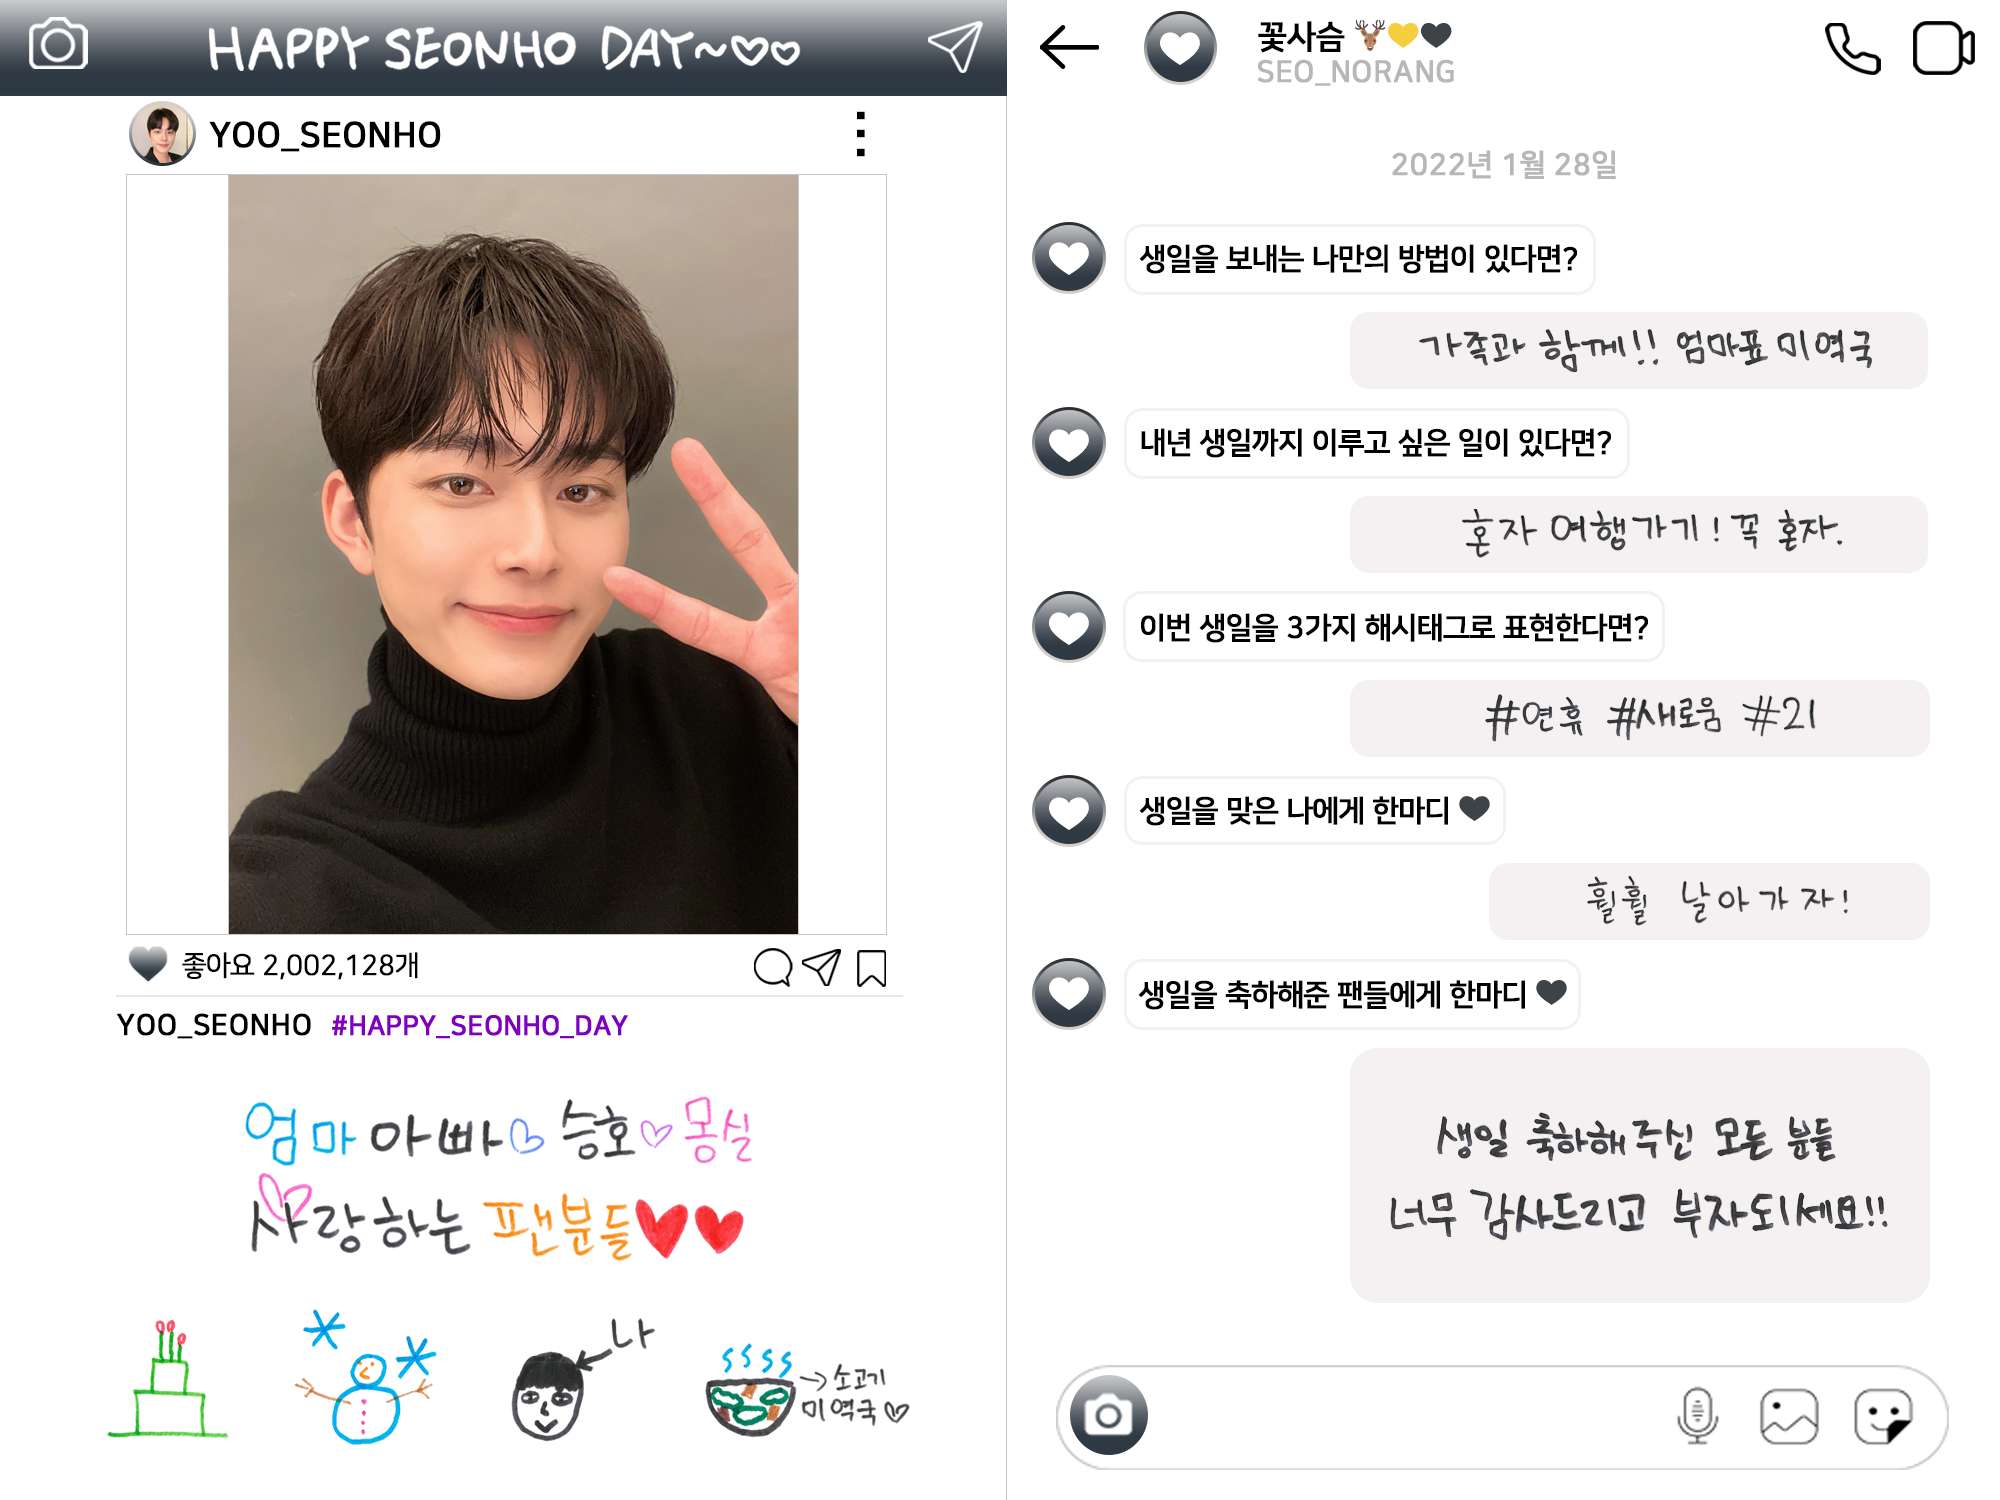 HAPPY SEONHO DAY~♡♡
YOO_SEONHO
좋아요 2,002,128개
YOO_SEONHO #HAPPY_SEONHO_DAY
엄마 아빠♡ 승호♡몽실
사랑하는 팬분들♥♥
나
→ 소고기
미역국♡
꽃사슴 🦌💛🖤
SEO_NORANG
2022년 1월 28일
생일을 보내는 나만의 방법이 있다면?
가족과 함께!! 엄마표 미역국
내년 생일까지 이루고 싶은 일이 있다면?
혼자 여행가기! 꼭 혼자.
이번 생일을 3가지 해시태그로 표현한다면?
#연휴 #새로움 #21
생일을 맞은 나에게 한마디 🖤
훨훨 날아가자!
생일을 축하해준 팬들에게 한마디 🖤
생일 축하해주신 모든 분들
너무 감사드리고 부자되세요!!